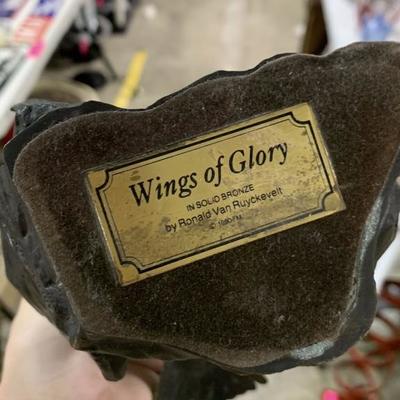 Wings of Glory
IN SOLID BRONZE
by Ronald Van Ruyckevelt